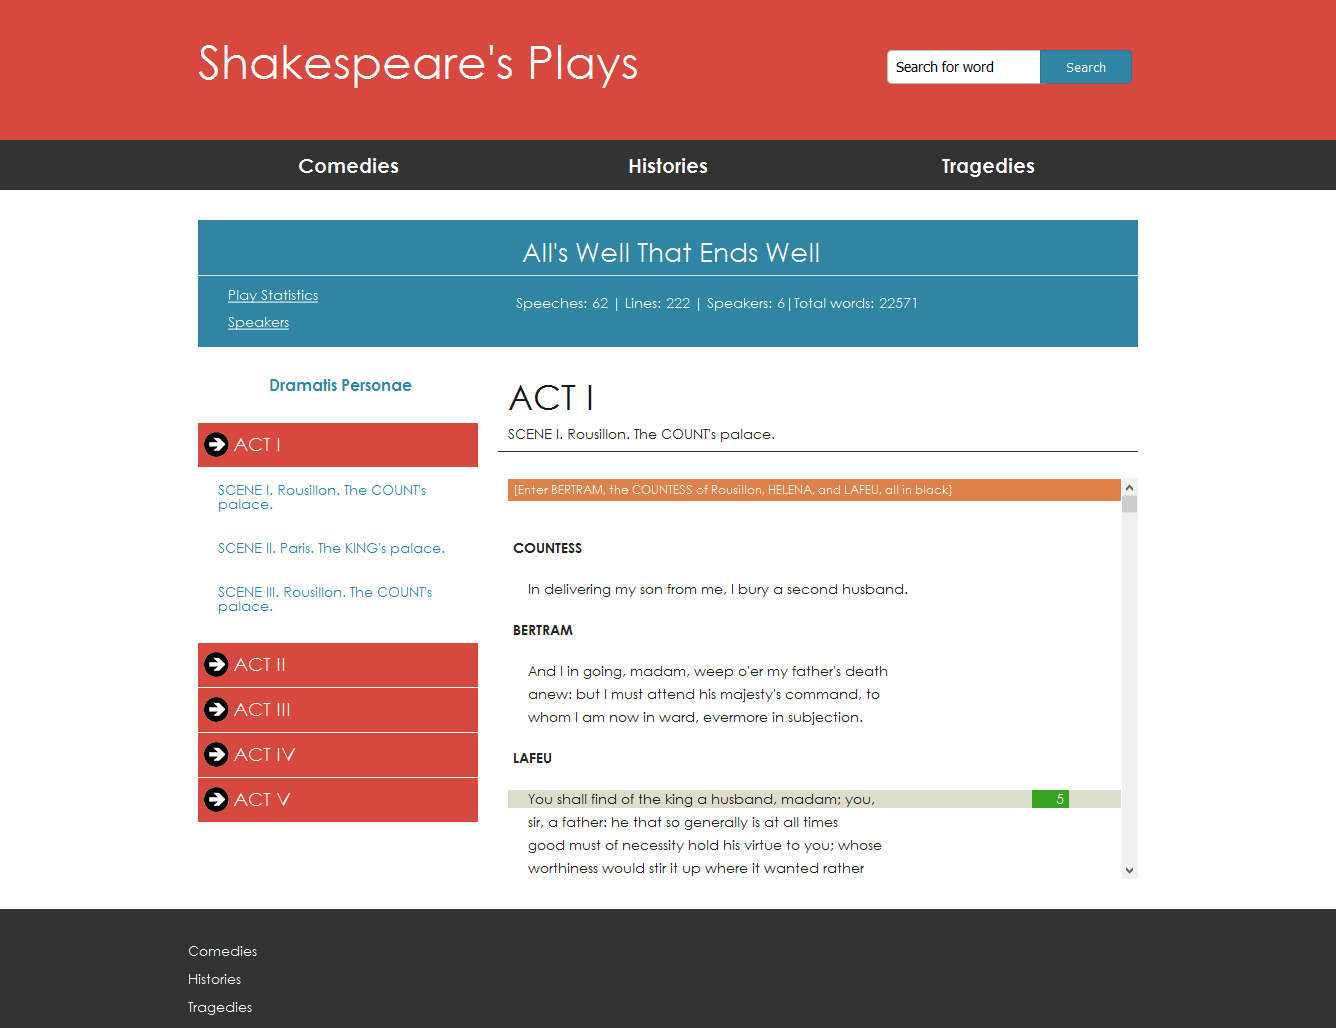 Shakespeare's Plays
Search for word
Search
Comedies
Histories
Tragedies
All's Well That Ends Well
Play Statistics
Speakers
Speeches: 62 | Lines: 222 | Speakers: 6|Total words: 22571
Dramatis Personae
ACT I
SCENE I. Rousillon. The COUNT's
palace.
SCENE II. Paris. The KING's palace.
SCENE III. Rousillon. The COUNT's
palace.
ACT II
ACT III
ACT IV
ACT V
ACT I
SCENE I. Rousillon. The COUNT's palace.
[Enter BERTRAM, the COUNTESS of Rousillon, HELENA, and LAFEU, all in black]
COUNTESS
In delivering my son from me, I bury a second husband.
BERTRAM
And I in going, madam, weep o'er my father's death
anew: but I must attend his majesty's command, to
whom I am now in ward, evermore in subjection.
LAFEU
You shall find of the king a husband, madam; you, 5
sir, a father: he that so generally is at all times
good must of necessity hold his virtue to you; whose
worthiness would stir it up where it wanted rather
Comedies
Histories
Tragedies